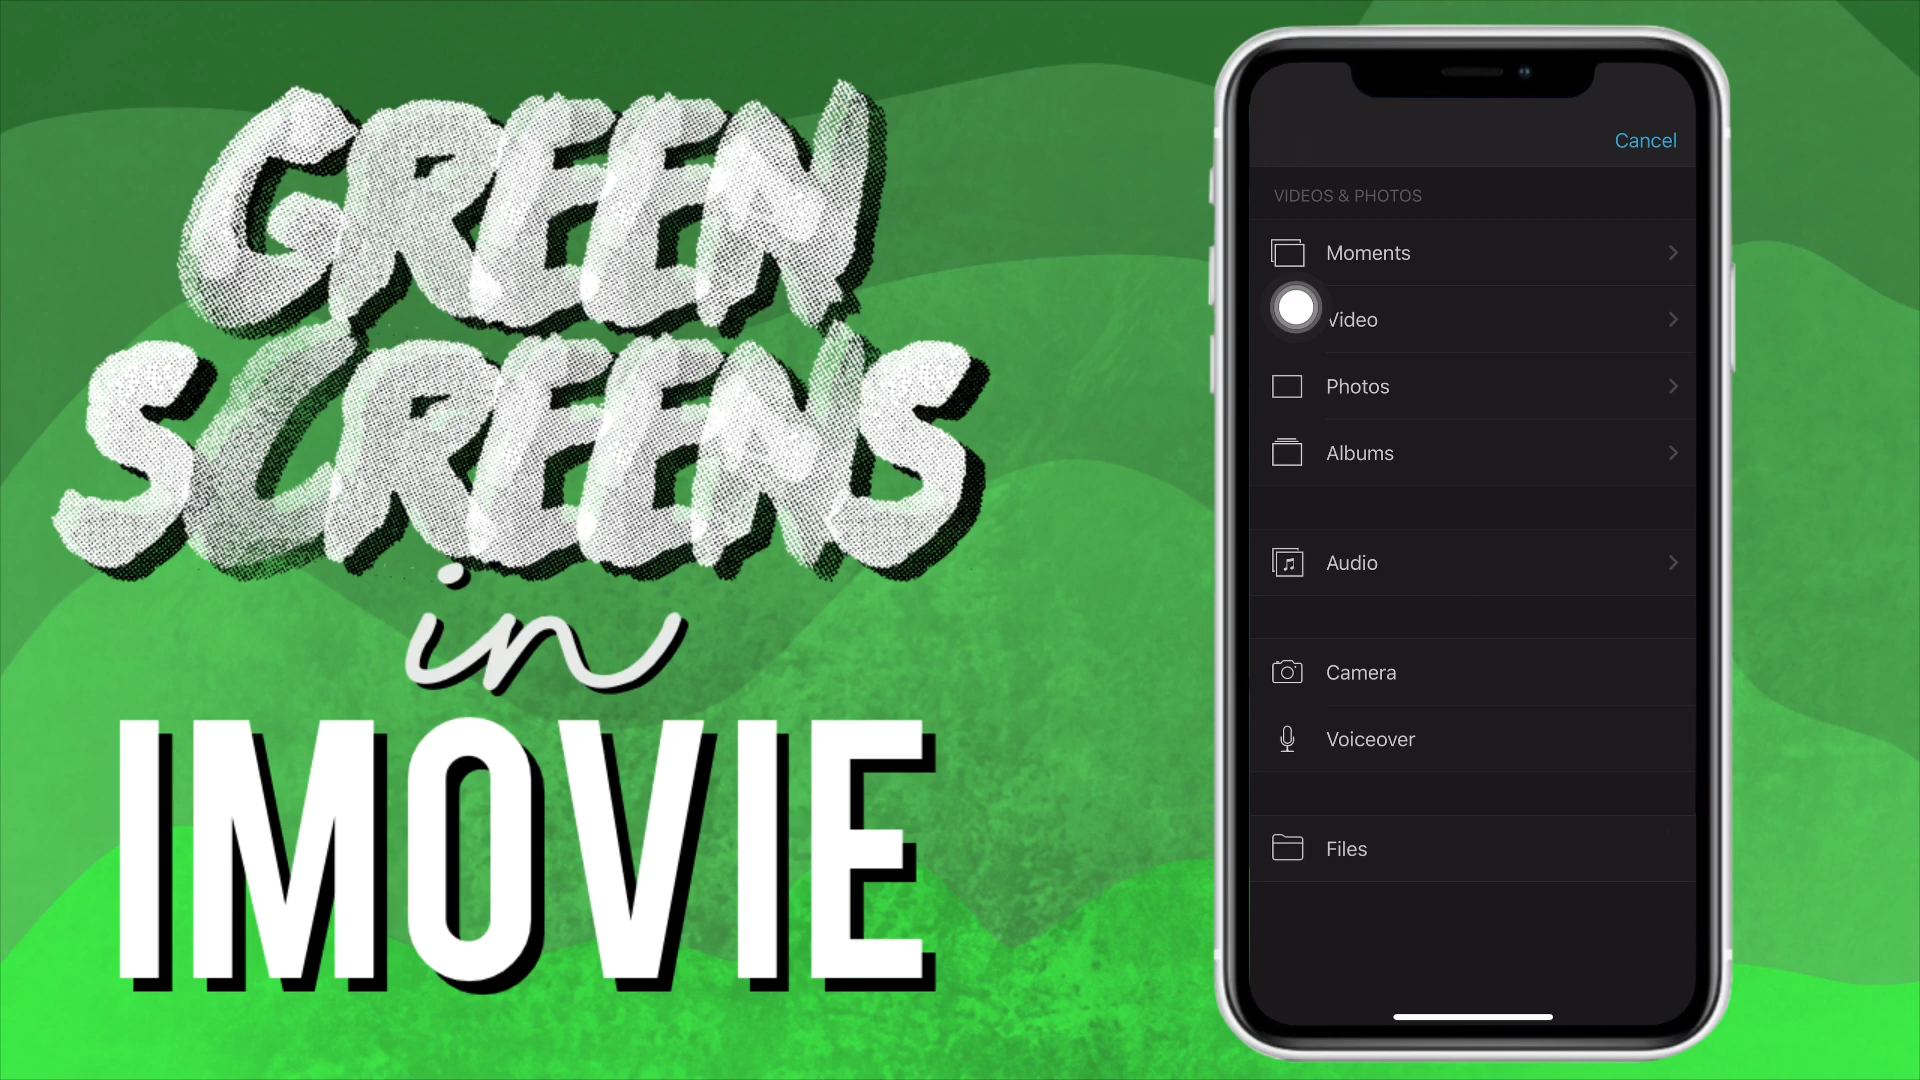 GREEN
SCREENS
in
IMOVIE
Cancel
VIDEOS & PHOTOS
Moments
Video
Photos
Albums
Audio
Camera
Voiceover
Files